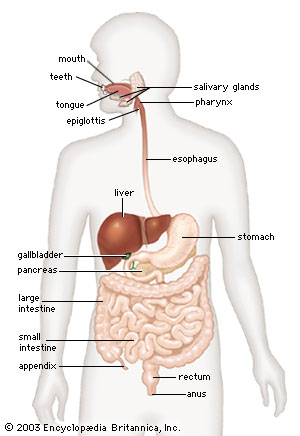 mouth
teeth
tongue
epiglottis
salivary glands
pharynx
esophagus
liver
stomach
gallbladder
pancreas
large
intestine
small
intestine
appendix
rectum
anus
© 2003 Encyclopædia Britannica, Inc.